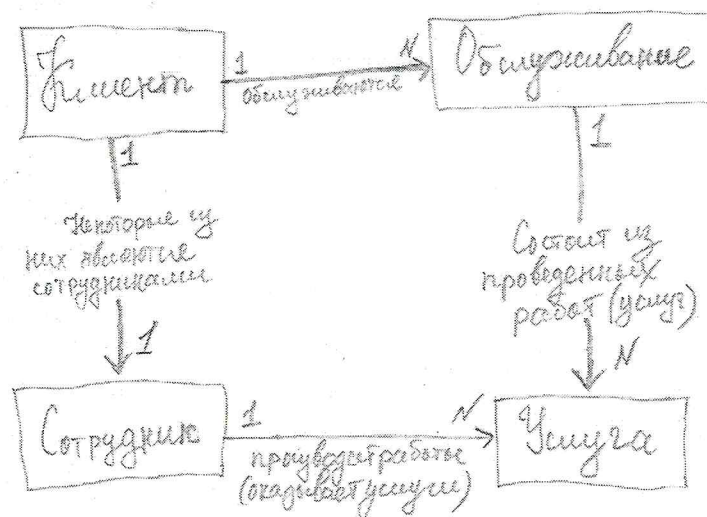 Клиент
1
N
обслуживаются
Обслуживание
1
Некоторые из
них являются
сотрудниками
1
1
Состоит из
проведенных
работ (услуг)
N
Сотрудник
1
N
производит работы
(оказывает услуги)
Услуга